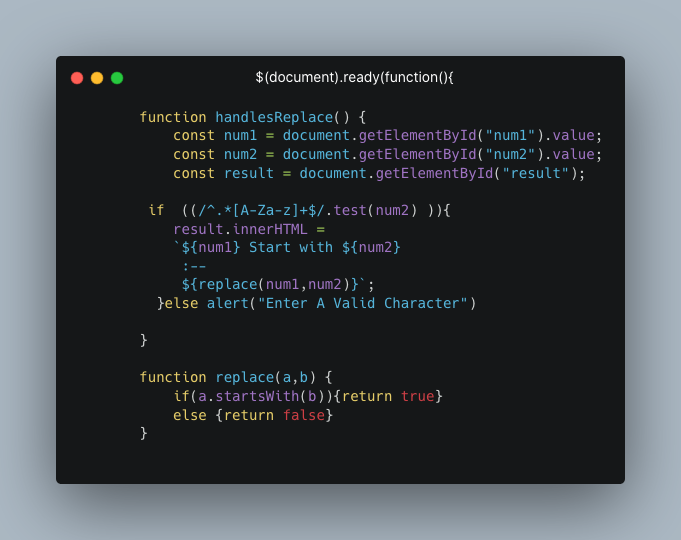 $(document).ready(function(){
function handlesReplace() {
const num1 = document.getElementById("num1").value;
const num2 = document.getElementById("num2").value;
const result = document.getElementById("result");
if  ((/^.*[A-Za-z]+$/.test(num2) )){
result.innerHTML =
`${num1} Start with ${num2}
:--
${replace(num1,num2)}`;
}else alert("Enter A Valid Character")
}
function replace(a,b) {
if(a.startsWith(b)){return true}
else {return false}
}